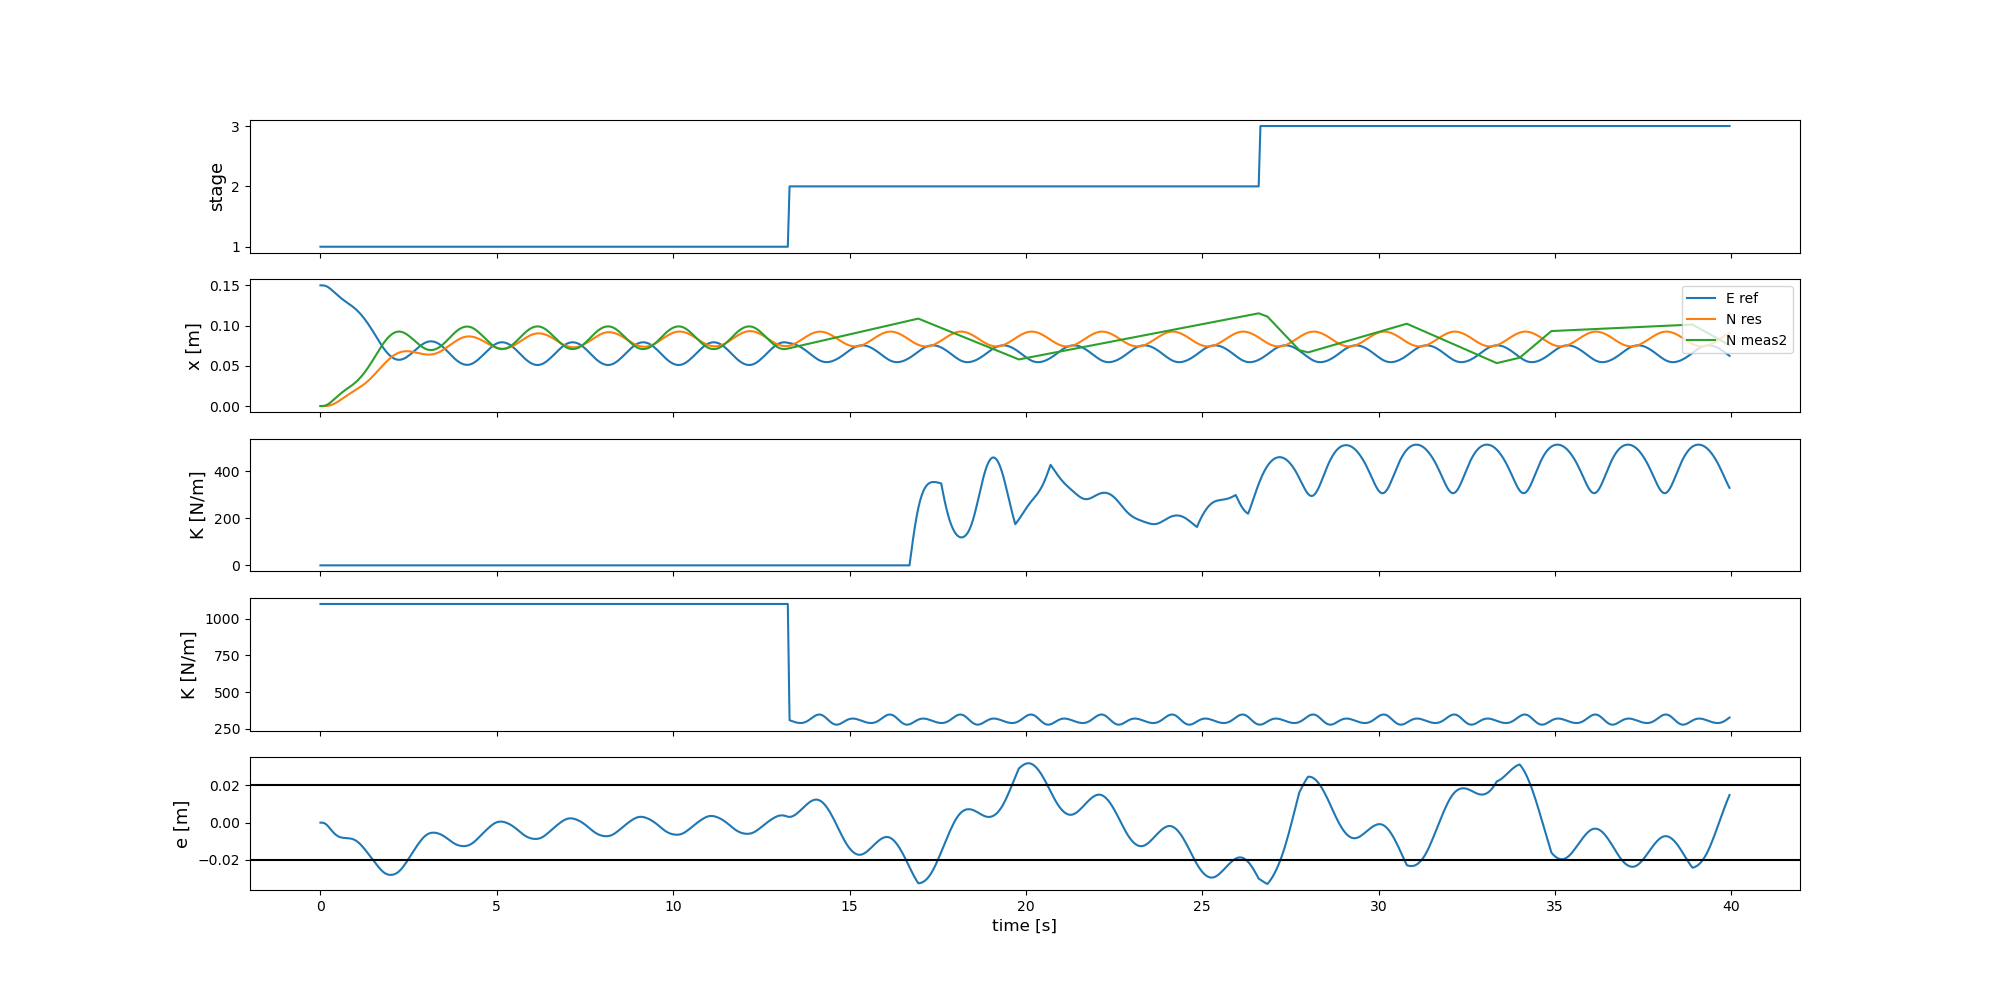 stage
3
2
1
x [m]
0.15
0.10
0.05
0.00
E ref
N res
N meas2
K [N/m]
400
200
0
K [N/m]
1000
750
500
250
e [m]
0.02
0.00
−0.02
0 5 10 15 20 25 30 35 40
time [s]